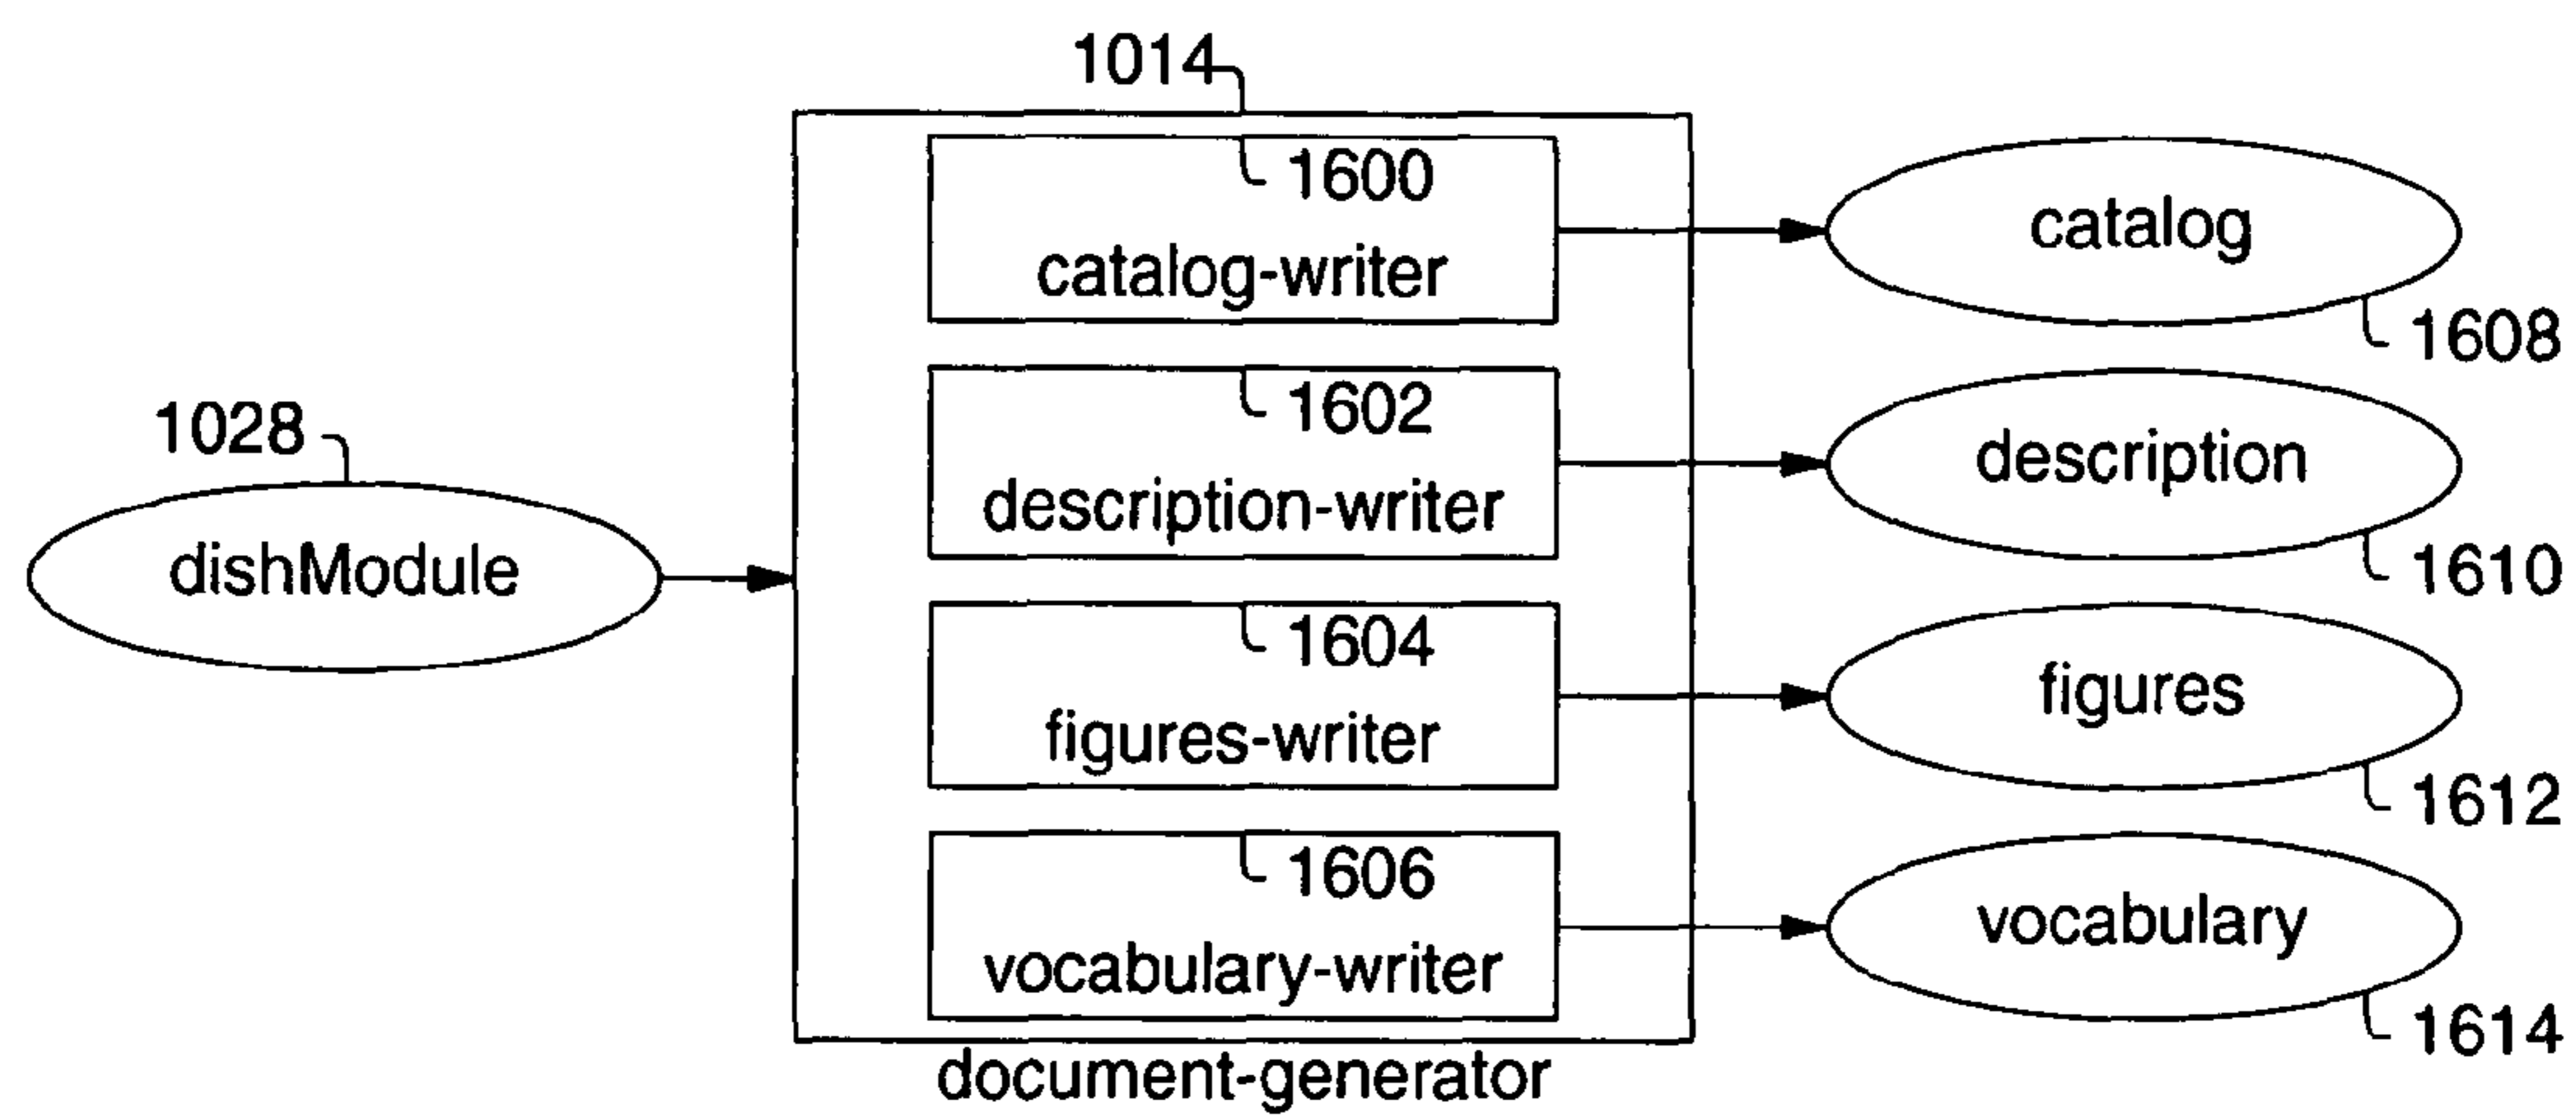 1014
1600
catalog-writer
catalog
1608
1602
description-writer
description
1610
1028
dishModule
1604
figures-writer
figures
1612
1606
vocabulary-writer
vocabulary
1614
document-generator